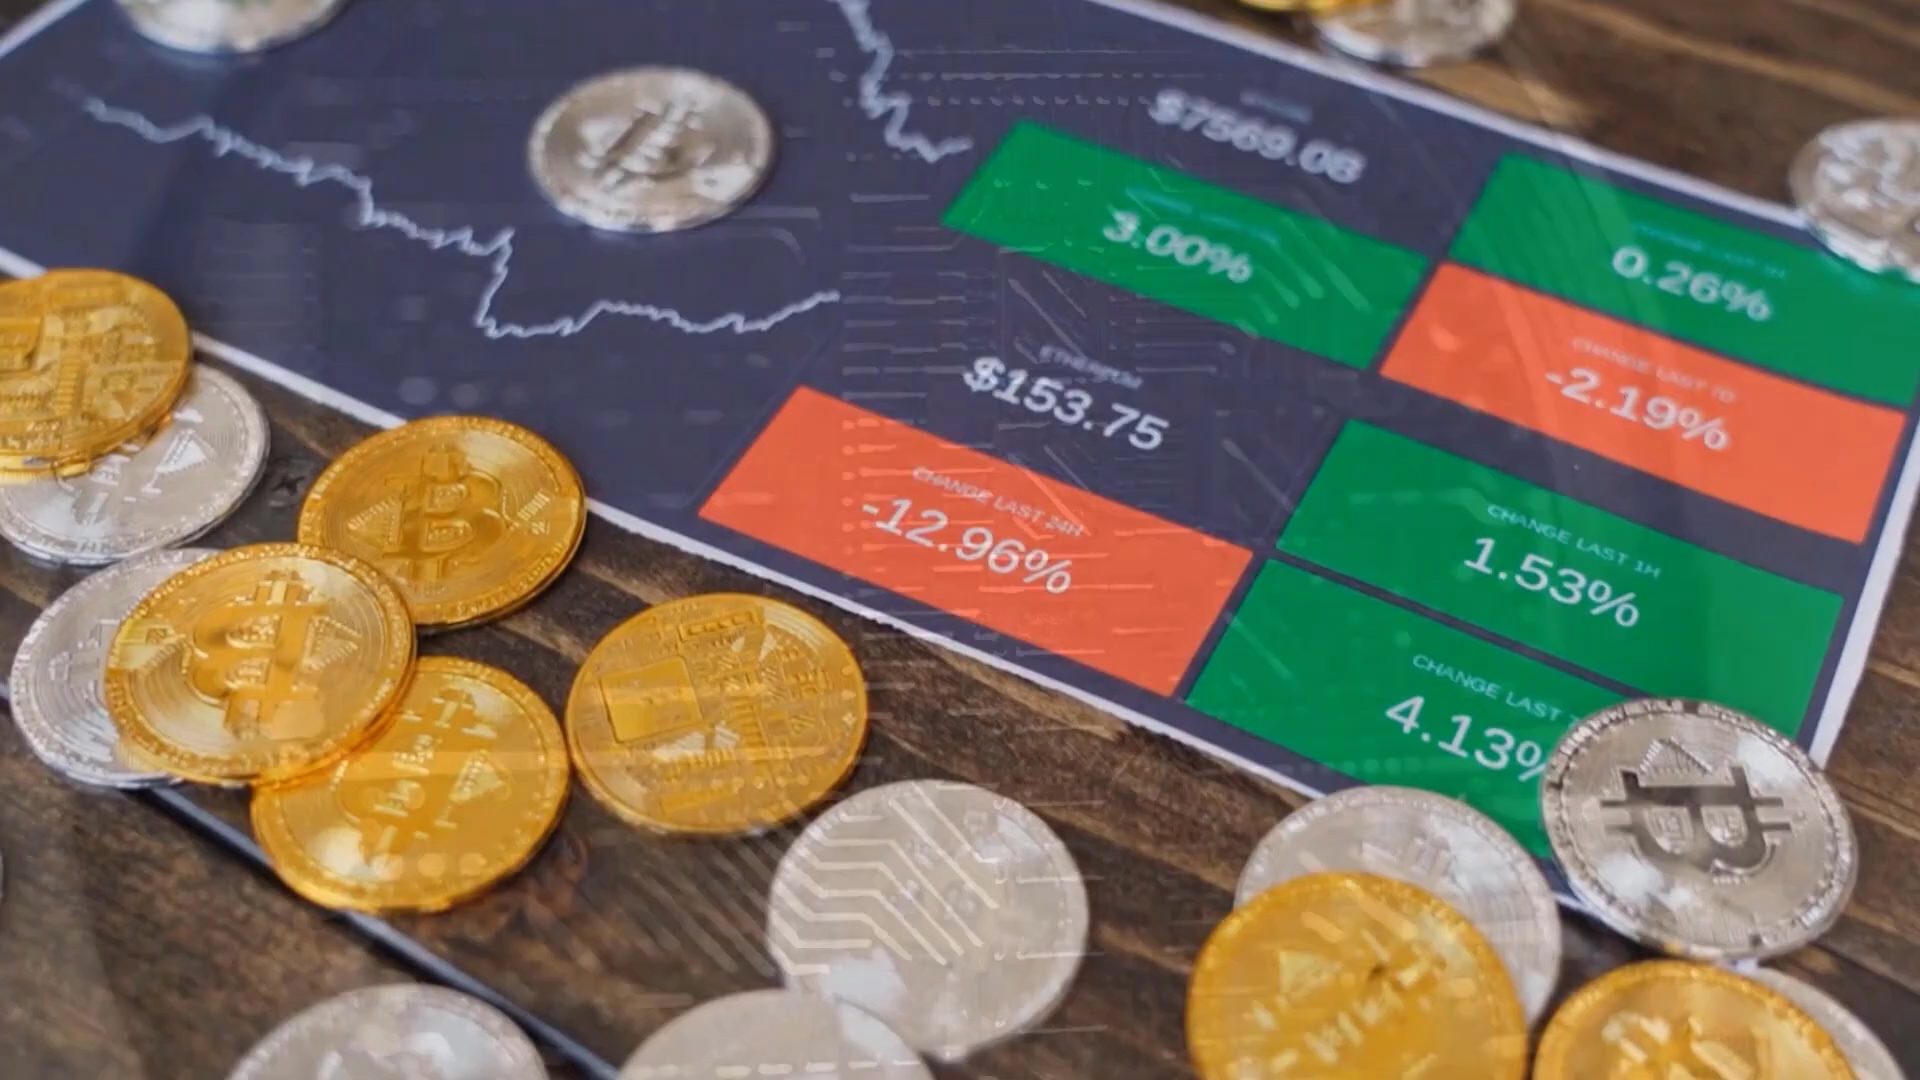 $7569.08
3.00%
0.26%
-2.19%
ETHEREUM
$153.75
CHANGE LAST 24H
-12.96%
CHANGE LAST 7D
CHANGE LAST 1H
1.53%
CHANGE LAST
4.13%